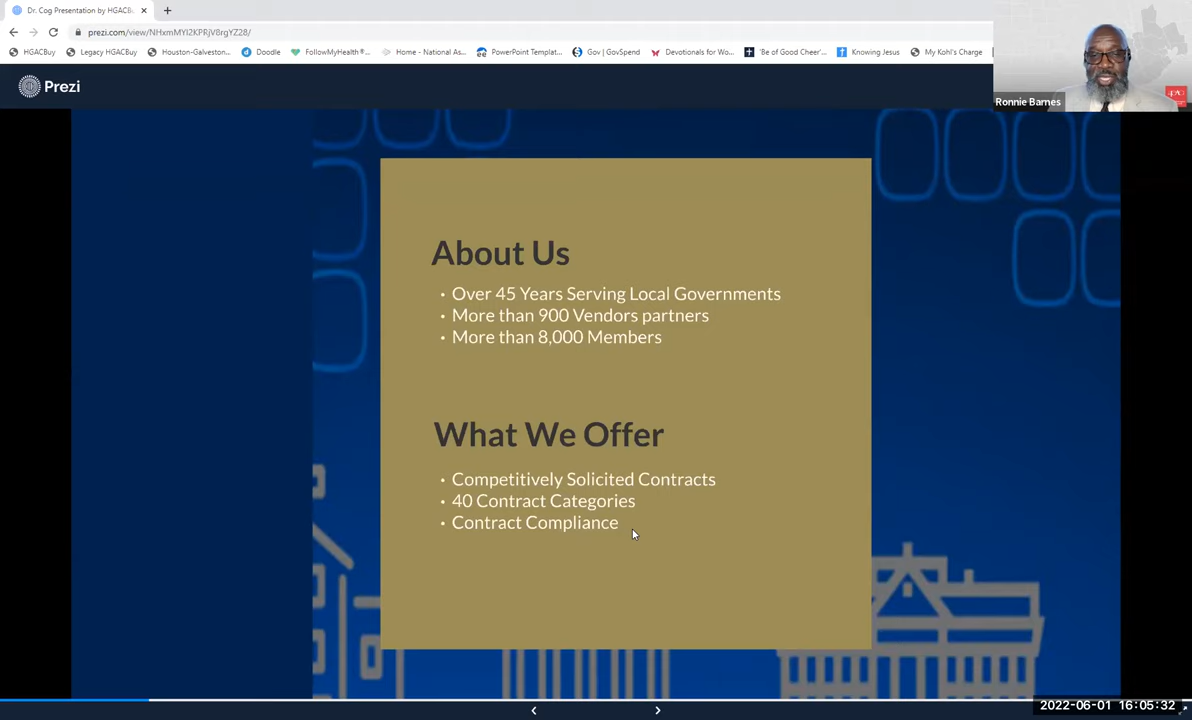 Dr. Cog Presentation by HGACB
prezi.com/view/NHxmMYI2KPRjV8rgYZ28/
HGACBuy
Legacy HGACBuy
Houston-Galveston...
Doodle
FollowMyHealth®...
Home - National As...
PowerPoint Templat...
Gov | GovSpend
Devotionals for Wo...
'Be of Good Cheer'...
Knowing Jesus
My Kohl's Charge
Prezi
Ronnie Barnes
About Us
• Over 45 Years Serving Local Governments
• More than 900 Vendors partners
• More than 8,000 Members
What We Offer
• Competitively Solicited Contracts
• 40 Contract Categories
• Contract Compliance
2022-06-01 16:05:32